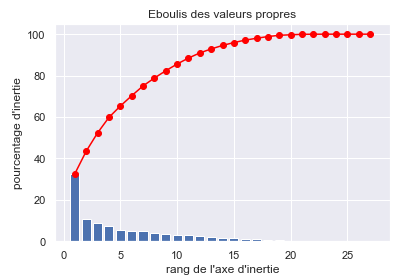 Eboulis des valeurs propres
100
80
60
40
20
0
pourcentage d'inertie
0 5 10 15 20 25
rang de l'axe d'inertie